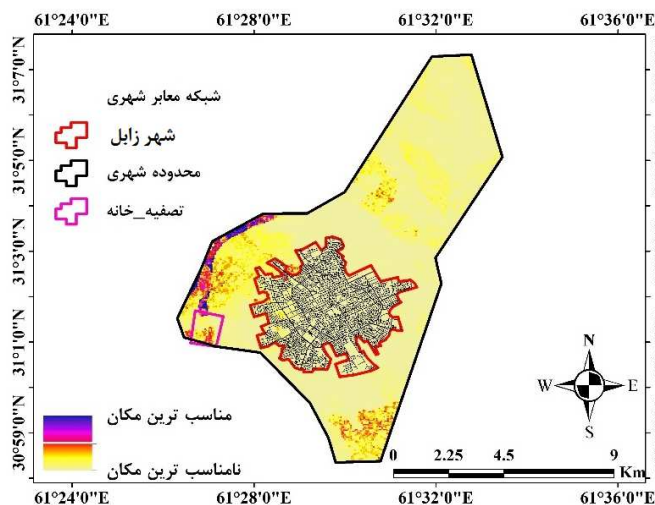 61°24'0"E 61°28'0"E 61°32'0"E 61°36'0"E
31°7'0"N
31°5'0"N
31°3'0"N
31°1'0"N
30°59'0"N
شبکه معابر شهری
شهر زابل
محدوده شهری
تصفیه_خانه
N
W E
S
مناسب ترین مکان
نامناسب ترین مکان
0 2.25 4.5 9
Km
61°24'0"E 61°28'0"E 61°32'0"E 61°36'0"E